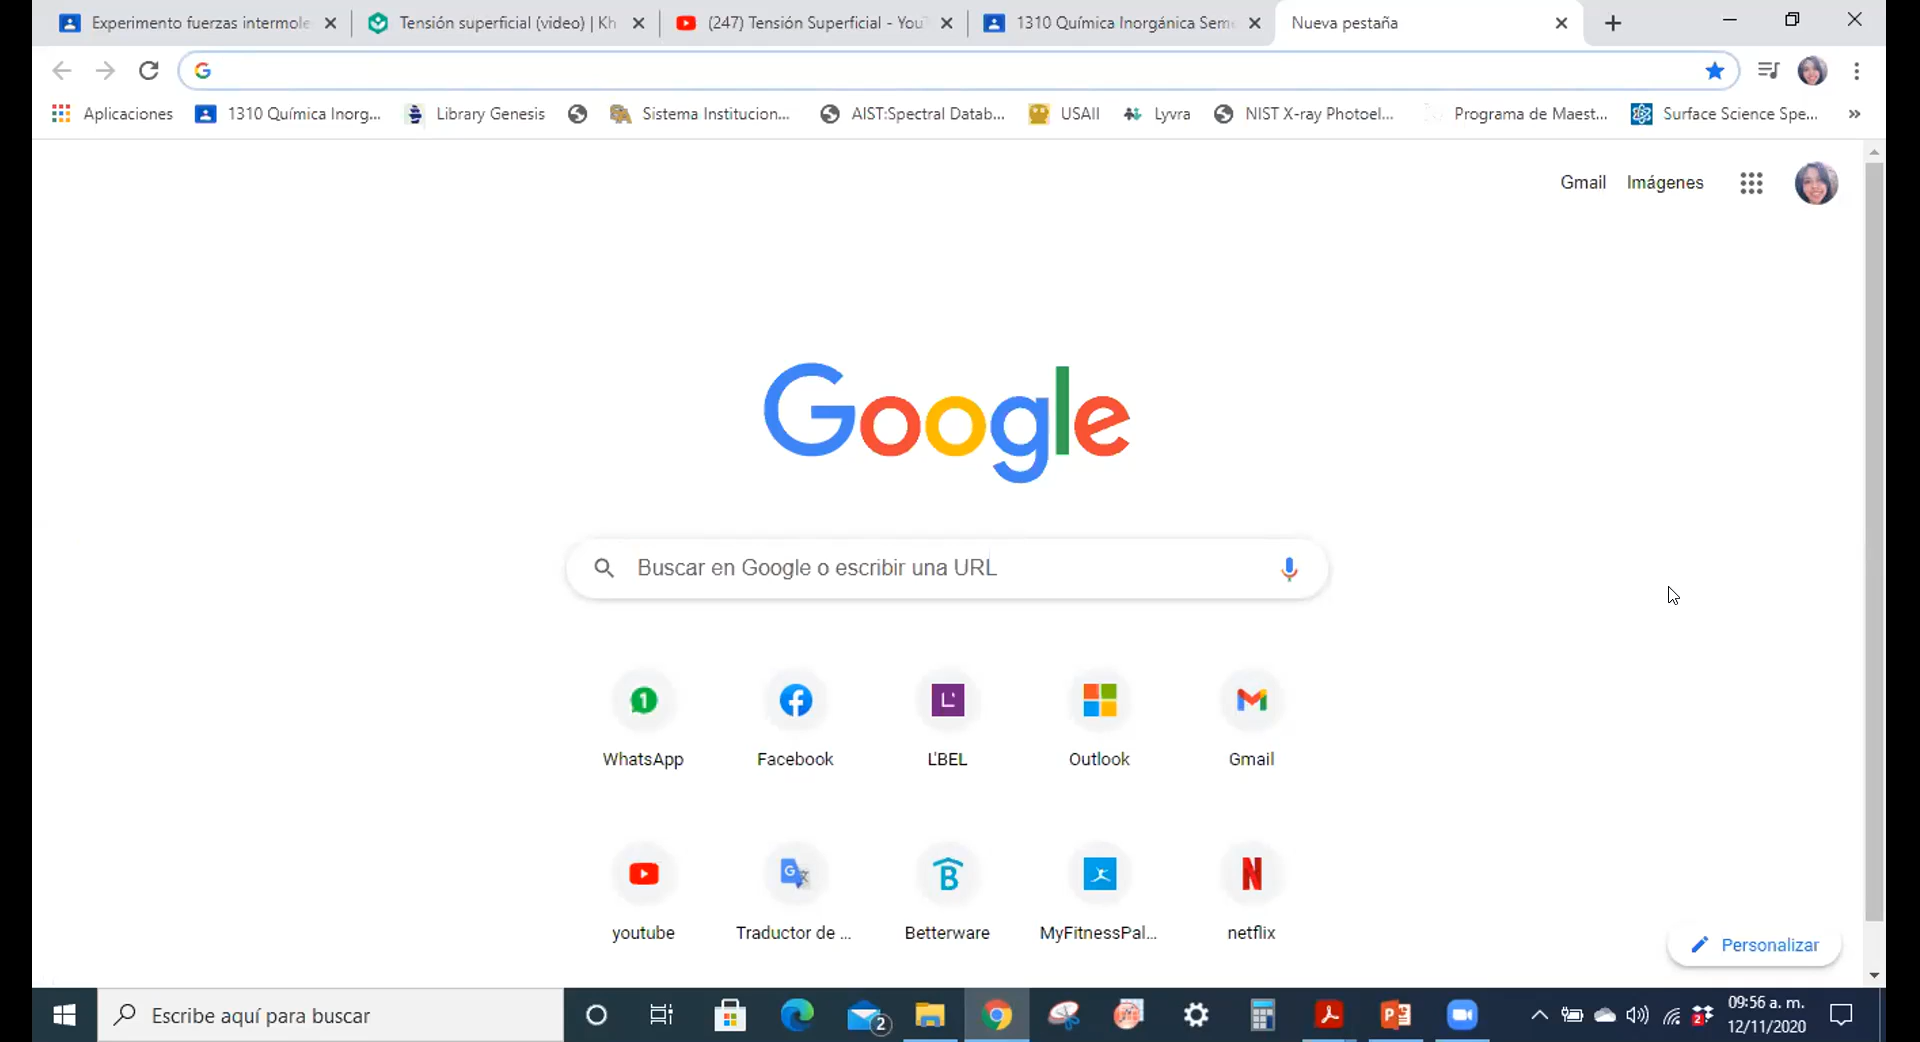 Experimento fuerzas intermole
Tensión superficial (video) | Kh
(247) Tensión Superficial - You
1310 Química Inorgánica Seme
Nueva pestaña
Aplicaciones
1310 Química Inorg...
Library Genesis
Sistema Institucion...
AIST:Spectral Datab...
USAII
Lyvra
NIST X-ray Photoel...
Programa de Maest...
Surface Science Spe...
»
Gmail
Imágenes
Google
Buscar en Google o escribir una URL
WhatsApp
Facebook
L'BEL
Outlook
Gmail
youtube
Traductor de ...
Betterware
MyFitnessPal...
netflix
Personalizar
Escribe aquí para buscar
2
09:56 a. m.
12/11/2020